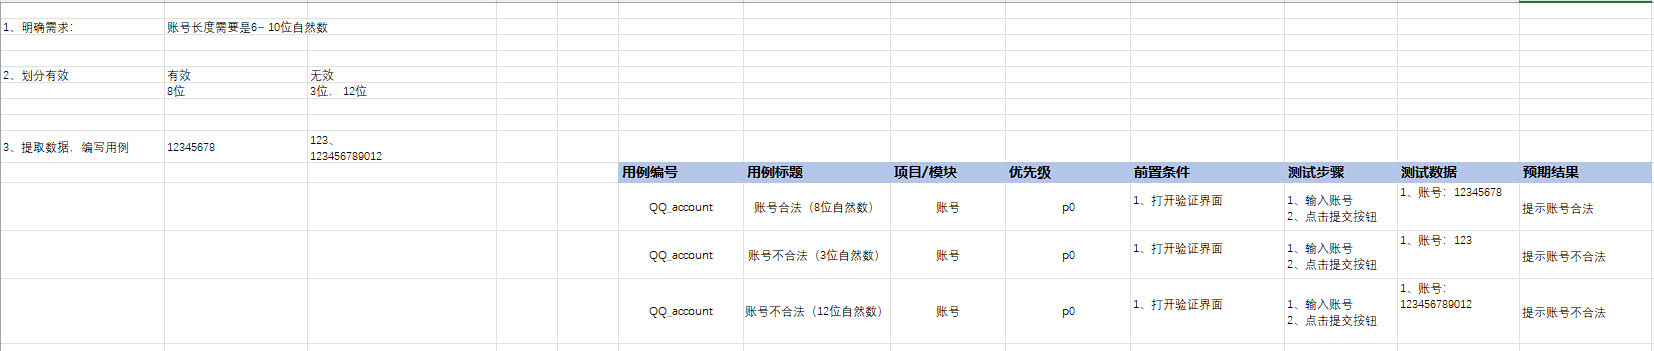 1、明确需求： 账号长度需要是6- 10位自然数
2、划分有效 有效 无效
8位 3位、 12位
3、提取数据，编写用例 12345678 123、
123456789012
用例编号 用例标题 项目/模块 优先级 前置条件 测试步骤 测试数据 预期结果
QQ_account 账号合法（8位自然数） 账号 p0 1、打开验证界面 1、输入账号 1、账号：12345678 提示账号合法
2、点击提交按钮
QQ_account 账号不合法（3位自然数） 账号 p0 1、打开验证界面 1、输入账号 1、账号：123 提示账号不合法
2、点击提交按钮
QQ_account 账号不合法（12位自然数） 账号 p0 1、打开验证界面 1、输入账号 1、账号： 提示账号不合法
2、点击提交按钮 123456789012